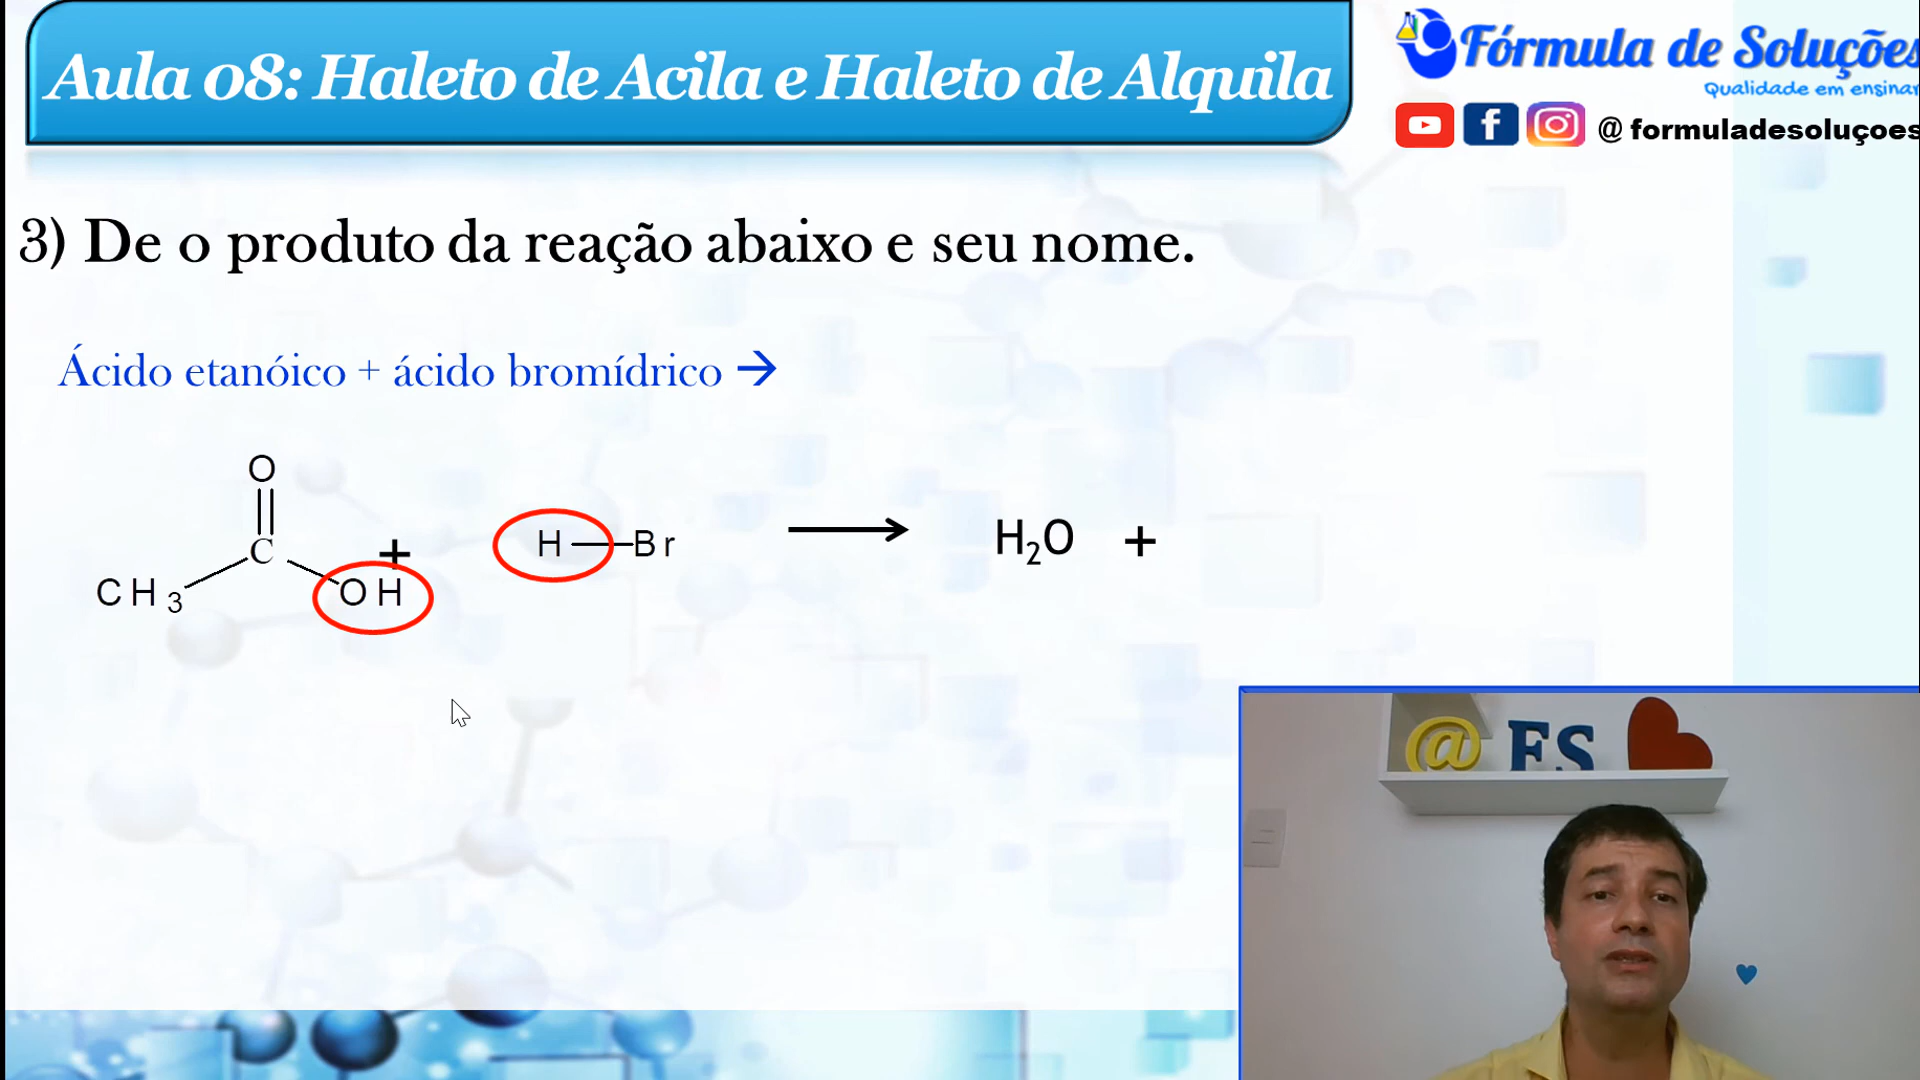 Aula 08: Haleto de Acila e Haleto de Alquila
Fórmula de Soluções
Qualidade em ensinar
@ formuladesoluçoes
3) De o produto da reação abaixo e seu nome.
Ácido etanóico + ácido bromídrico →
O
C
CH3
OH
+
H—Br
H2O +
@ FS